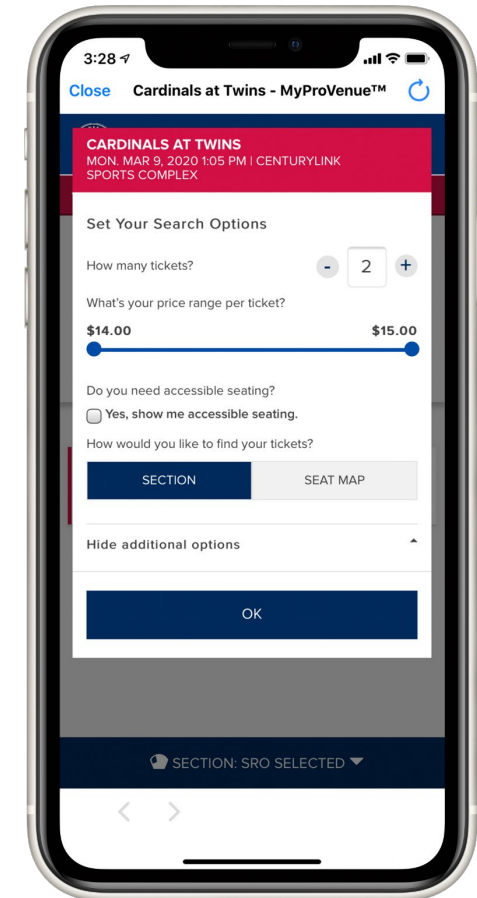 3:28
Close Cardinals at Twins - MyProVenue™
CARDINALS AT TWINS
MON. MAR 9, 2020 1:05 PM | CENTURYLINK
SPORTS COMPLEX
Set Your Search Options
How many tickets? - 2 +
What's your price range per ticket?
$14.00 $15.00
Do you need accessible seating?
Yes, show me accessible seating.
How would you like to find your tickets?
SECTION SEAT MAP
Hide additional options
OK
SECTION: SRO SELECTED